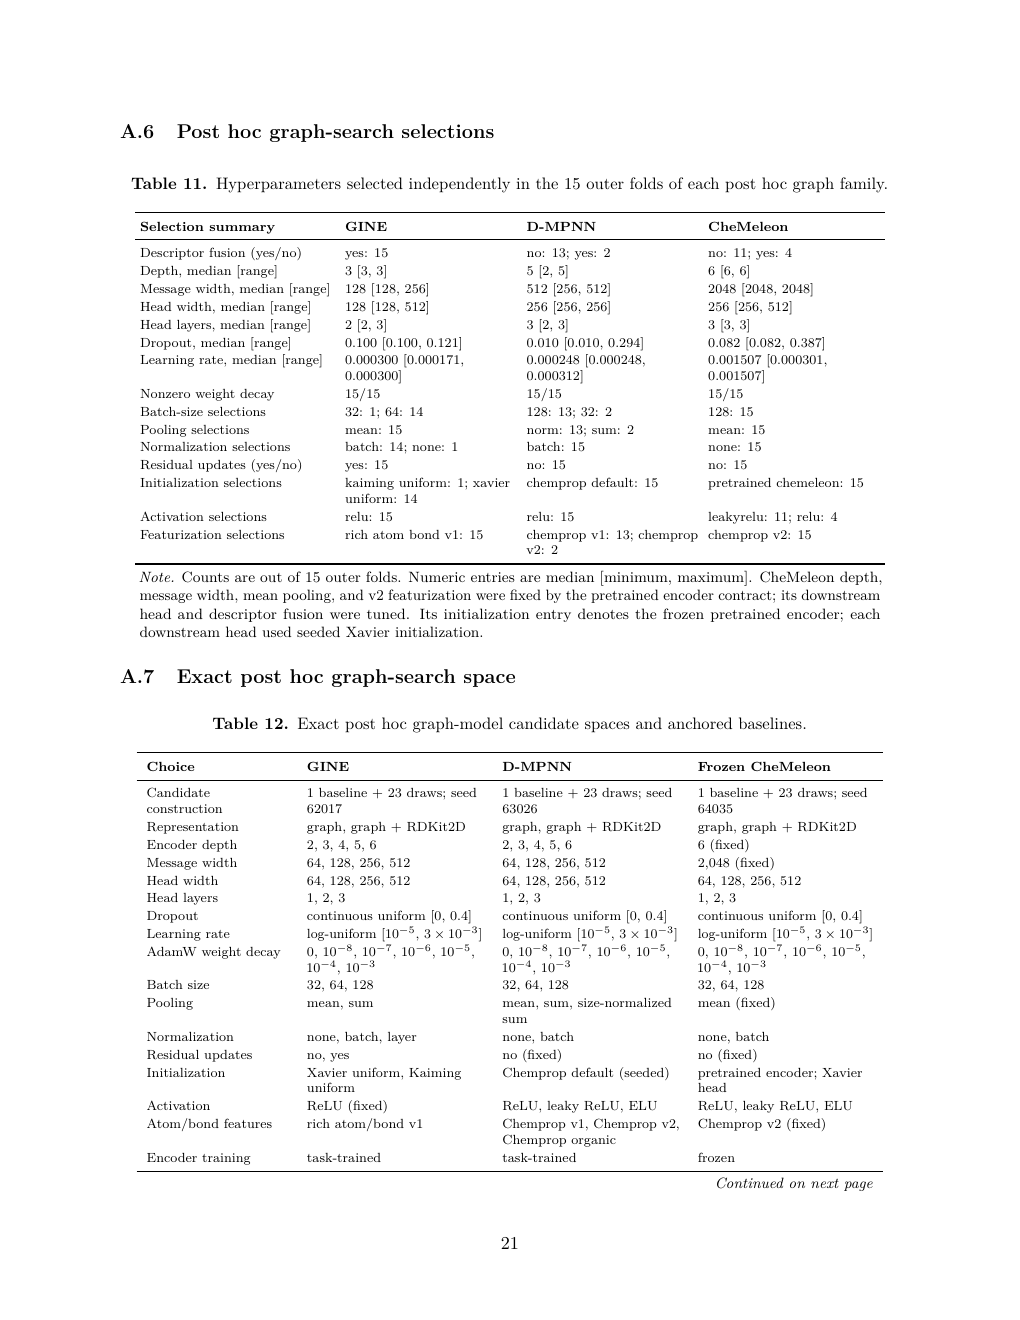 A.6 Post hoc graph-search selections
Table 11. Hyperparameters selected independently in the 15 outer folds of each post hoc graph family.
Selection summary GINE D-MPNN CheMeleon
Descriptor fusion (yes/no) yes: 15 no: 13; yes: 2 no: 11; yes: 4
Depth, median [range] 3 [3, 3] 5 [2, 5] 6 [6, 6]
Message width, median [range] 128 [128, 256] 512 [256, 512] 2048 [2048, 2048]
Head width, median [range] 128 [128, 512] 256 [256, 256] 256 [256, 512]
Head layers, median [range] 2 [2, 3] 3 [2, 3] 3 [3, 3]
Dropout, median [range] 0.100 [0.100, 0.121] 0.010 [0.010, 0.294] 0.082 [0.082, 0.387]
Learning rate, median [range] 0.000300 [0.000171, 0.000248 [0.000248, 0.001507 [0.000301,
0.000300] 0.000312] 0.001507]
Nonzero weight decay 15/15 15/15 15/15
Batch-size selections 32: 1; 64: 14 128: 13; 32: 2 128: 15
Pooling selections mean: 15 norm: 13; sum: 2 mean: 15
Normalization selections batch: 14; none: 1 batch: 15 none: 15
Residual updates (yes/no) yes: 15 no: 15 no: 15
Initialization selections kaiming uniform: 1; xavier chemprop default: 15 pretrained chemeleon: 15
uniform: 14
Activation selections relu: 15 relu: 15 leakyrelu: 11; relu: 4
Featurization selections rich atom bond v1: 15 chemprop v1: 13; chemprop chemprop v2: 15
v2: 2
Note. Counts are out of 15 outer folds. Numeric entries are median [minimum, maximum]. CheMeleon depth,
message width, mean pooling, and v2 featurization were fixed by the pretrained encoder contract; its downstream
head and descriptor fusion were tuned. Its initialization entry denotes the frozen pretrained encoder; each
downstream head used seeded Xavier initialization.
A.7 Exact post hoc graph-search space
Table 12. Exact post hoc graph-model candidate spaces and anchored baselines.
Choice GINE D-MPNN Frozen CheMeleon
Candidate 1 baseline + 23 draws; seed 1 baseline + 23 draws; seed 1 baseline + 23 draws; seed
construction 62017 63026 64035
Representation graph, graph + RDKit2D graph, graph + RDKit2D graph, graph + RDKit2D
Encoder depth 2, 3, 4, 5, 6 2, 3, 4, 5, 6 6 (fixed)
Message width 64, 128, 256, 512 64, 128, 256, 512 2,048 (fixed)
Head width 64, 128, 256, 512 64, 128, 256, 512 64, 128, 256, 512
Head layers 1, 2, 3 1, 2, 3 1, 2, 3
Dropout continuous uniform [0, 0.4] continuous uniform [0, 0.4] continuous uniform [0, 0.4]
Learning rate log-uniform [10⁻⁵, 3 × 10⁻³] log-uniform [10⁻⁵, 3 × 10⁻³] log-uniform [10⁻⁵, 3 × 10⁻³]
AdamW weight decay 0, 10⁻⁸, 10⁻⁷, 10⁻⁶, 10⁻⁵, 0, 10⁻⁸, 10⁻⁷, 10⁻⁶, 10⁻⁵, 0, 10⁻⁸, 10⁻⁷, 10⁻⁶, 10⁻⁵,
10⁻⁴, 10⁻³ 10⁻⁴, 10⁻³ 10⁻⁴, 10⁻³
Batch size 32, 64, 128 32, 64, 128 32, 64, 128
Pooling mean, sum mean, sum, size-normalized mean (fixed)
sum
Normalization none, batch, layer none, batch none, batch
Residual updates no, yes no (fixed) no (fixed)
Initialization Xavier uniform, Kaiming Chemprop default (seeded) pretrained encoder; Xavier
uniform head
Activation ReLU (fixed) ReLU, leaky ReLU, ELU ReLU, leaky ReLU, ELU
Atom/bond features rich atom/bond v1 Chemprop v1, Chemprop v2, Chemprop v2 (fixed)
Chemprop organic
Encoder training task-trained task-trained frozen
Continued on next page
21